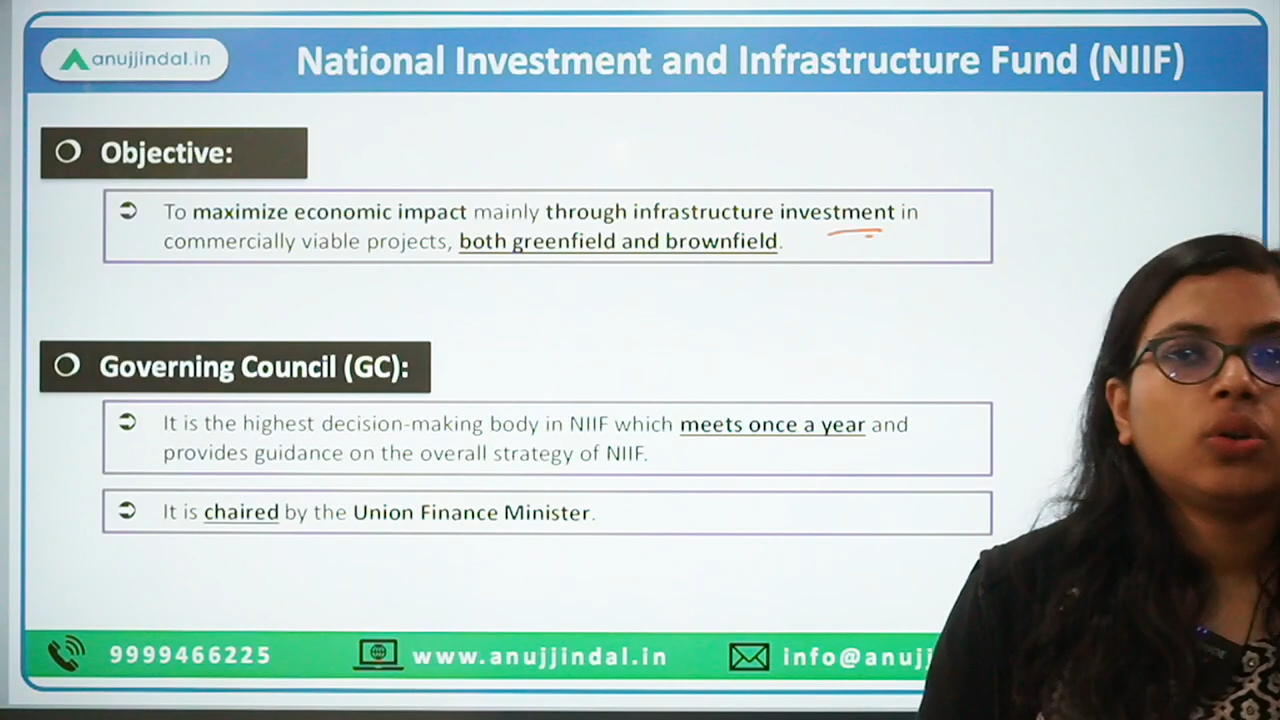 anujjindal.in
National Investment and Infrastructure Fund (NIIF)
Objective:
To maximize economic impact mainly through infrastructure investment in
commercially viable projects, both greenfield and brownfield.
Governing Council (GC):
It is the highest decision-making body in NIIF which meets once a year and
provides guidance on the overall strategy of NIIF.
It is chaired by the Union Finance Minister.
9999466225
www.anujjindal.in
info@anujj